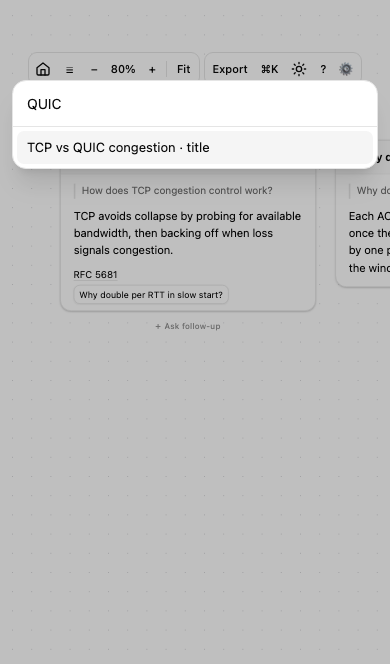 ≡ − 80% + Fit Export ⌘K ?
QUIC
TCP vs QUIC congestion · title
How does TCP congestion control work?
TCP avoids collapse by probing for available
bandwidth, then backing off when loss
signals congestion.
RFC 5681
Why double per RTT in slow start?
+ Ask follow-up
Why do
Each AC
once the
by one p
the wind